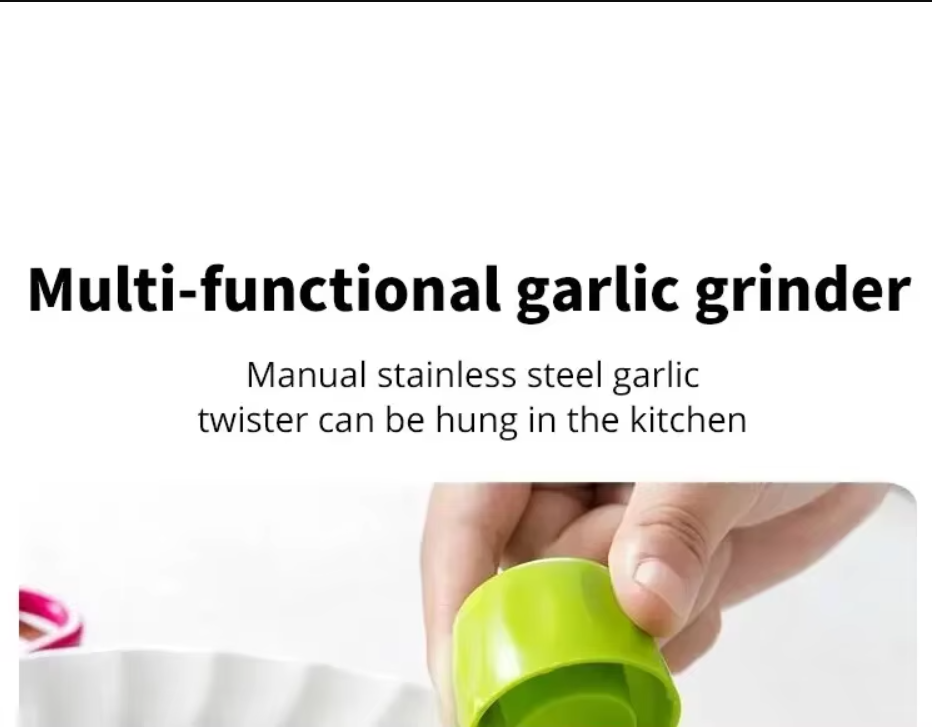 Multi-functional garlic grinder
Manual stainless steel garlic
twister can be hung in the kitchen